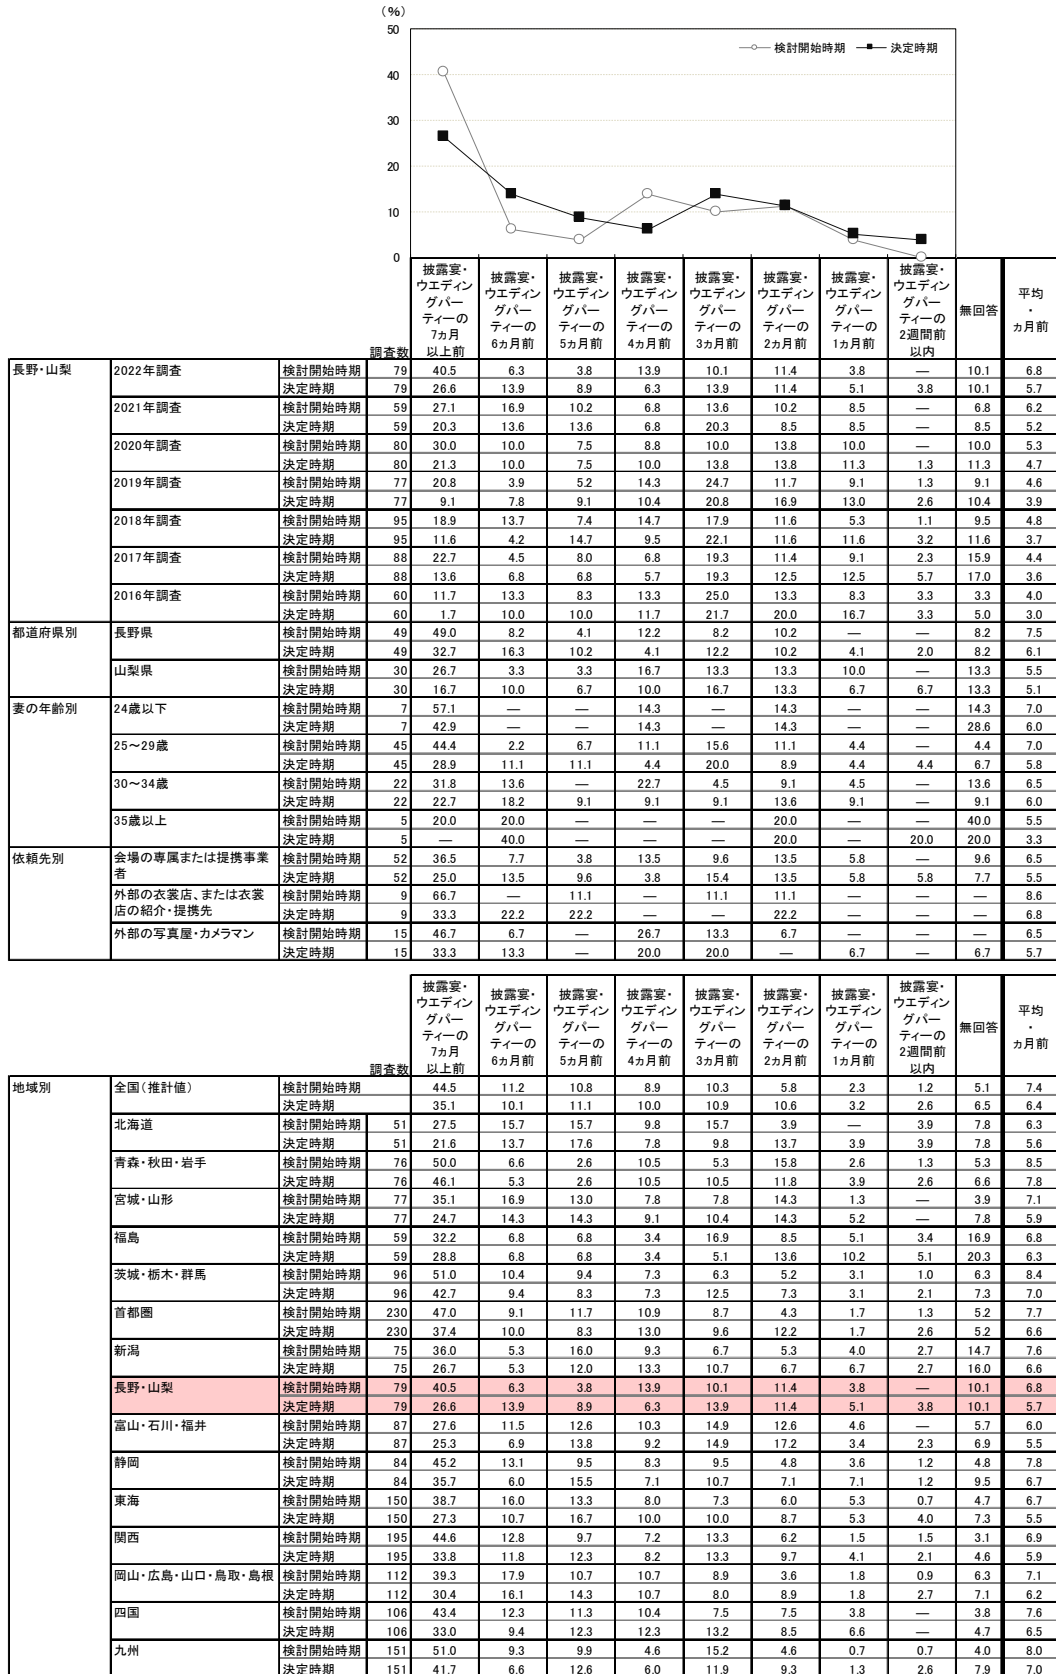 (%)
50
40
30
20
10
0
検討開始時期 決定時期
調査数 披露宴・ウエディングパーティーの7ヵ月以上前 披露宴・ウエディングパーティーの6ヵ月前 披露宴・ウエディングパーティーの5ヵ月前 披露宴・ウエディングパーティーの4ヵ月前 披露宴・ウエディングパーティーの3ヵ月前 披露宴・ウエディングパーティーの2ヵ月前 披露宴・ウエディングパーティーの1ヵ月前 披露宴・ウエディングパーティーの2週間前以内 無回答 平均・ヵ月前
長野・山梨 2022年調査 検討開始時期 79 40.5 6.3 3.8 13.9 10.1 11.4 3.8 — 10.1 6.8
決定時期 79 26.6 13.9 8.9 6.3 13.9 11.4 5.1 3.8 10.1 5.7
2021年調査 検討開始時期 59 27.1 16.9 10.2 6.8 13.6 10.2 8.5 — 6.8 6.2
決定時期 59 20.3 13.6 13.6 6.8 20.3 8.5 8.5 — 8.5 5.2
2020年調査 検討開始時期 80 30.0 10.0 7.5 8.8 10.0 13.8 10.0 — 10.0 5.3
決定時期 80 21.3 10.0 7.5 10.0 13.8 13.8 11.3 1.3 11.3 4.7
2019年調査 検討開始時期 77 20.8 3.9 5.2 14.3 24.7 11.7 9.1 1.3 9.1 4.6
決定時期 77 9.1 7.8 9.1 10.4 20.8 16.9 13.0 2.6 10.4 3.9
2018年調査 検討開始時期 95 18.9 13.7 7.4 14.7 17.9 11.6 5.3 1.1 9.5 4.8
決定時期 95 11.6 4.2 14.7 9.5 22.1 11.6 11.6 3.2 11.6 3.7
2017年調査 検討開始時期 88 22.7 4.5 8.0 6.8 19.3 11.4 9.1 2.3 15.9 4.4
決定時期 88 13.6 6.8 6.8 5.7 19.3 12.5 12.5 5.7 17.0 3.6
2016年調査 検討開始時期 60 11.7 13.3 8.3 13.3 25.0 13.3 8.3 3.3 3.3 4.0
決定時期 60 1.7 10.0 10.0 11.7 21.7 20.0 16.7 3.3 5.0 3.0
都道府県別 長野県 検討開始時期 49 49.0 8.2 4.1 12.2 8.2 10.2 — — 8.2 7.5
決定時期 49 32.7 16.3 10.2 4.1 12.2 10.2 4.1 2.0 8.2 6.1
山梨県 検討開始時期 30 26.7 3.3 3.3 16.7 13.3 13.3 10.0 — 13.3 5.5
決定時期 30 16.7 10.0 6.7 10.0 16.7 13.3 6.7 6.7 13.3 5.1
妻の年齢別 24歳以下 検討開始時期 7 57.1 — — 14.3 — 14.3 — — 14.3 7.0
決定時期 7 42.9 — — 14.3 — 14.3 — — 28.6 6.0
25～29歳 検討開始時期 45 44.4 2.2 6.7 11.1 15.6 11.1 4.4 — 4.4 7.0
決定時期 45 28.9 11.1 11.1 4.4 20.0 8.9 4.4 4.4 6.7 5.8
30～34歳 検討開始時期 22 31.8 13.6 — 22.7 4.5 9.1 4.5 — 13.6 6.5
決定時期 22 22.7 18.2 9.1 9.1 9.1 13.6 9.1 — 9.1 6.0
35歳以上 検討開始時期 5 20.0 20.0 — — — 20.0 — — 40.0 5.5
決定時期 5 — 40.0 — — — 20.0 — 20.0 20.0 3.3
依頼先別 会場の専属または提携事業者 検討開始時期 52 36.5 7.7 3.8 13.5 9.6 13.5 5.8 — 9.6 6.5
決定時期 52 25.0 13.5 9.6 3.8 15.4 13.5 5.8 5.8 7.7 5.5
外部の衣裳店、または衣裳店の紹介・提携先 検討開始時期 9 66.7 — 11.1 — 11.1 11.1 — — — 8.6
決定時期 9 33.3 22.2 22.2 — — 22.2 — — — 6.8
外部の写真屋・カメラマン 検討開始時期 15 46.7 6.7 — 26.7 13.3 6.7 — — — 6.5
決定時期 15 33.3 13.3 — 20.0 20.0 — 6.7 — 6.7 5.7
調査数 披露宴・ウエディングパーティーの7ヵ月以上前 披露宴・ウエディングパーティーの6ヵ月前 披露宴・ウエディングパーティーの5ヵ月前 披露宴・ウエディングパーティーの4ヵ月前 披露宴・ウエディングパーティーの3ヵ月前 披露宴・ウエディングパーティーの2ヵ月前 披露宴・ウエディングパーティーの1ヵ月前 披露宴・ウエディングパーティーの2週間前以内 無回答 平均・ヵ月前
地域別 全国(推計値) 検討開始時期 44.5 11.2 10.8 8.9 10.3 5.8 2.3 1.2 5.1 7.4
決定時期 35.1 10.1 11.1 10.0 10.9 10.6 3.2 2.6 6.5 6.4
北海道 検討開始時期 51 27.5 15.7 15.7 9.8 15.7 3.9 — 3.9 7.8 6.3
決定時期 51 21.6 13.7 17.6 7.8 9.8 13.7 3.9 3.9 7.8 5.6
青森・秋田・岩手 検討開始時期 76 50.0 6.6 2.6 10.5 5.3 15.8 2.6 1.3 5.3 8.5
決定時期 76 46.1 5.3 2.6 10.5 10.5 11.8 3.9 2.6 6.6 7.8
宮城・山形 検討開始時期 77 35.1 16.9 13.0 7.8 7.8 14.3 1.3 — 3.9 7.1
決定時期 77 24.7 14.3 14.3 9.1 10.4 14.3 5.2 — 7.8 5.9
福島 検討開始時期 59 32.2 6.8 6.8 3.4 16.9 8.5 5.1 3.4 16.9 6.8
決定時期 59 28.8 6.8 6.8 3.4 5.1 13.6 10.2 5.1 20.3 6.3
茨城・栃木・群馬 検討開始時期 96 51.0 10.4 9.4 7.3 6.3 5.2 3.1 1.0 6.3 8.4
決定時期 96 42.7 9.4 8.3 7.3 12.5 7.3 3.1 2.1 7.3 7.0
首都圏 検討開始時期 230 47.0 9.1 11.7 10.9 8.7 4.3 1.7 1.3 5.2 7.7
決定時期 230 37.4 10.0 8.3 13.0 9.6 12.2 1.7 2.6 5.2 6.6
新潟 検討開始時期 75 36.0 5.3 16.0 9.3 6.7 5.3 4.0 2.7 14.7 7.6
決定時期 75 26.7 5.3 12.0 13.3 10.7 6.7 6.7 2.7 16.0 6.6
長野・山梨 検討開始時期 79 40.5 6.3 3.8 13.9 10.1 11.4 3.8 — 10.1 6.8
決定時期 79 26.6 13.9 8.9 6.3 13.9 11.4 5.1 3.8 10.1 5.7
富山・石川・福井 検討開始時期 87 27.6 11.5 12.6 10.3 14.9 12.6 4.6 — 5.7 6.0
決定時期 87 25.3 6.9 13.8 9.2 14.9 17.2 3.4 2.3 6.9 5.5
静岡 検討開始時期 84 45.2 13.1 9.5 8.3 9.5 4.8 3.6 1.2 4.8 7.8
決定時期 84 35.7 6.0 15.5 7.1 10.7 7.1 7.1 1.2 9.5 6.7
東海 検討開始時期 150 38.7 16.0 13.3 8.0 7.3 6.0 5.3 0.7 4.7 6.7
決定時期 150 27.3 10.7 16.7 10.0 10.0 8.7 5.3 4.0 7.3 5.5
関西 検討開始時期 195 44.6 12.8 9.7 7.2 13.3 6.2 1.5 1.5 3.1 6.9
決定時期 195 33.8 11.8 12.3 8.2 13.3 9.7 4.1 2.1 4.6 5.9
岡山・広島・山口・鳥取・島根 検討開始時期 112 39.3 17.9 10.7 10.7 8.9 3.6 1.8 0.9 6.3 7.1
決定時期 112 30.4 16.1 14.3 10.7 8.0 8.9 1.8 2.7 7.1 6.2
四国 検討開始時期 106 43.4 12.3 11.3 10.4 7.5 7.5 3.8 — 3.8 7.6
決定時期 106 33.0 9.4 12.3 12.3 13.2 8.5 6.6 — 4.7 6.5
九州 検討開始時期 151 51.0 9.3 9.9 4.6 15.2 4.6 0.7 0.7 4.0 8.0
決定時期 151 41.7 6.6 12.6 6.0 11.9 9.3 1.3 2.6 7.9 7.0